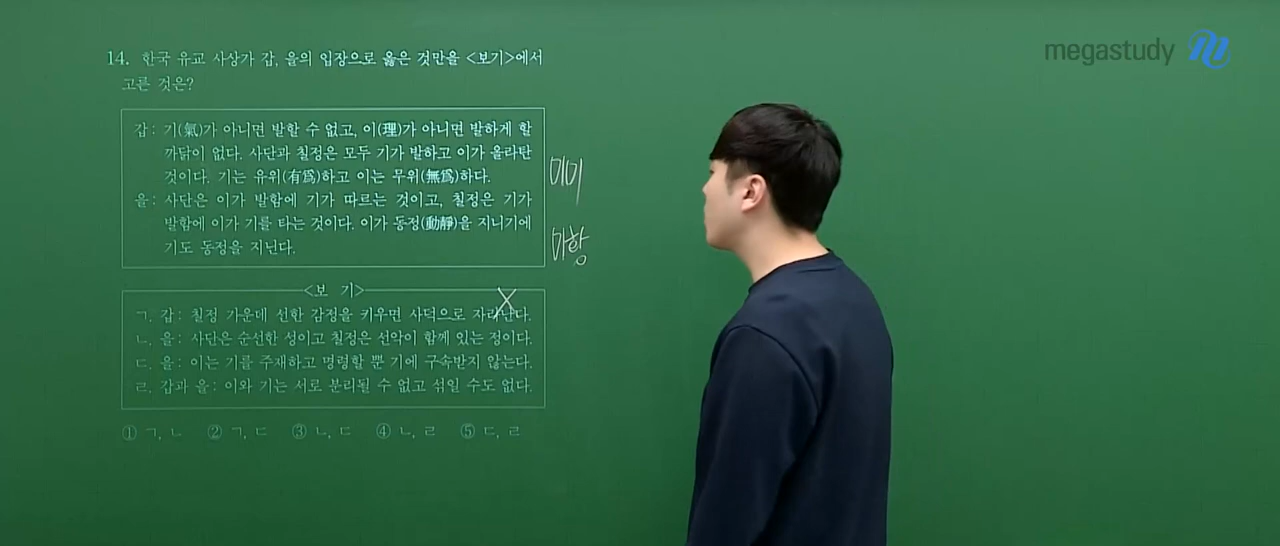 megastudy
14. 한국 유교 사상가 갑, 을의 입장으로 옳은 것만을 <보기>에서
고른 것은?
갑: 기(氣)가 아니면 발할 수 없고, 이(理)가 아니면 발하게 할
까닭이 없다. 사단과 칠정은 모두 기가 발하고 이가 올라탄
것이다. 기는 유위(有爲)하고 이는 무위(無爲)하다.
을: 사단은 이가 발함에 기가 따르는 것이고, 칠정은 기가
발함에 이가 기를 타는 것이다. 이가 동정(動靜)을 지니기에
기도 동정을 지닌다.
<보 기>
ㄱ. 갑: 칠정 가운데 선한 감정을 키우면 사덕으로 자라난다.
ㄴ. 을: 사단은 순선한 성이고 칠정은 선악이 함께 있는 정이다.
ㄷ. 을: 이는 기를 주재하고 명령할 뿐 기에 구속받지 않는다.
ㄹ. 갑과 을: 이와 기는 서로 분리될 수 없고 섞일 수도 없다.
① ㄱ, ㄴ ② ㄱ, ㄷ ③ ㄴ, ㄷ ④ ㄴ, ㄹ ⑤ ㄷ, ㄹ